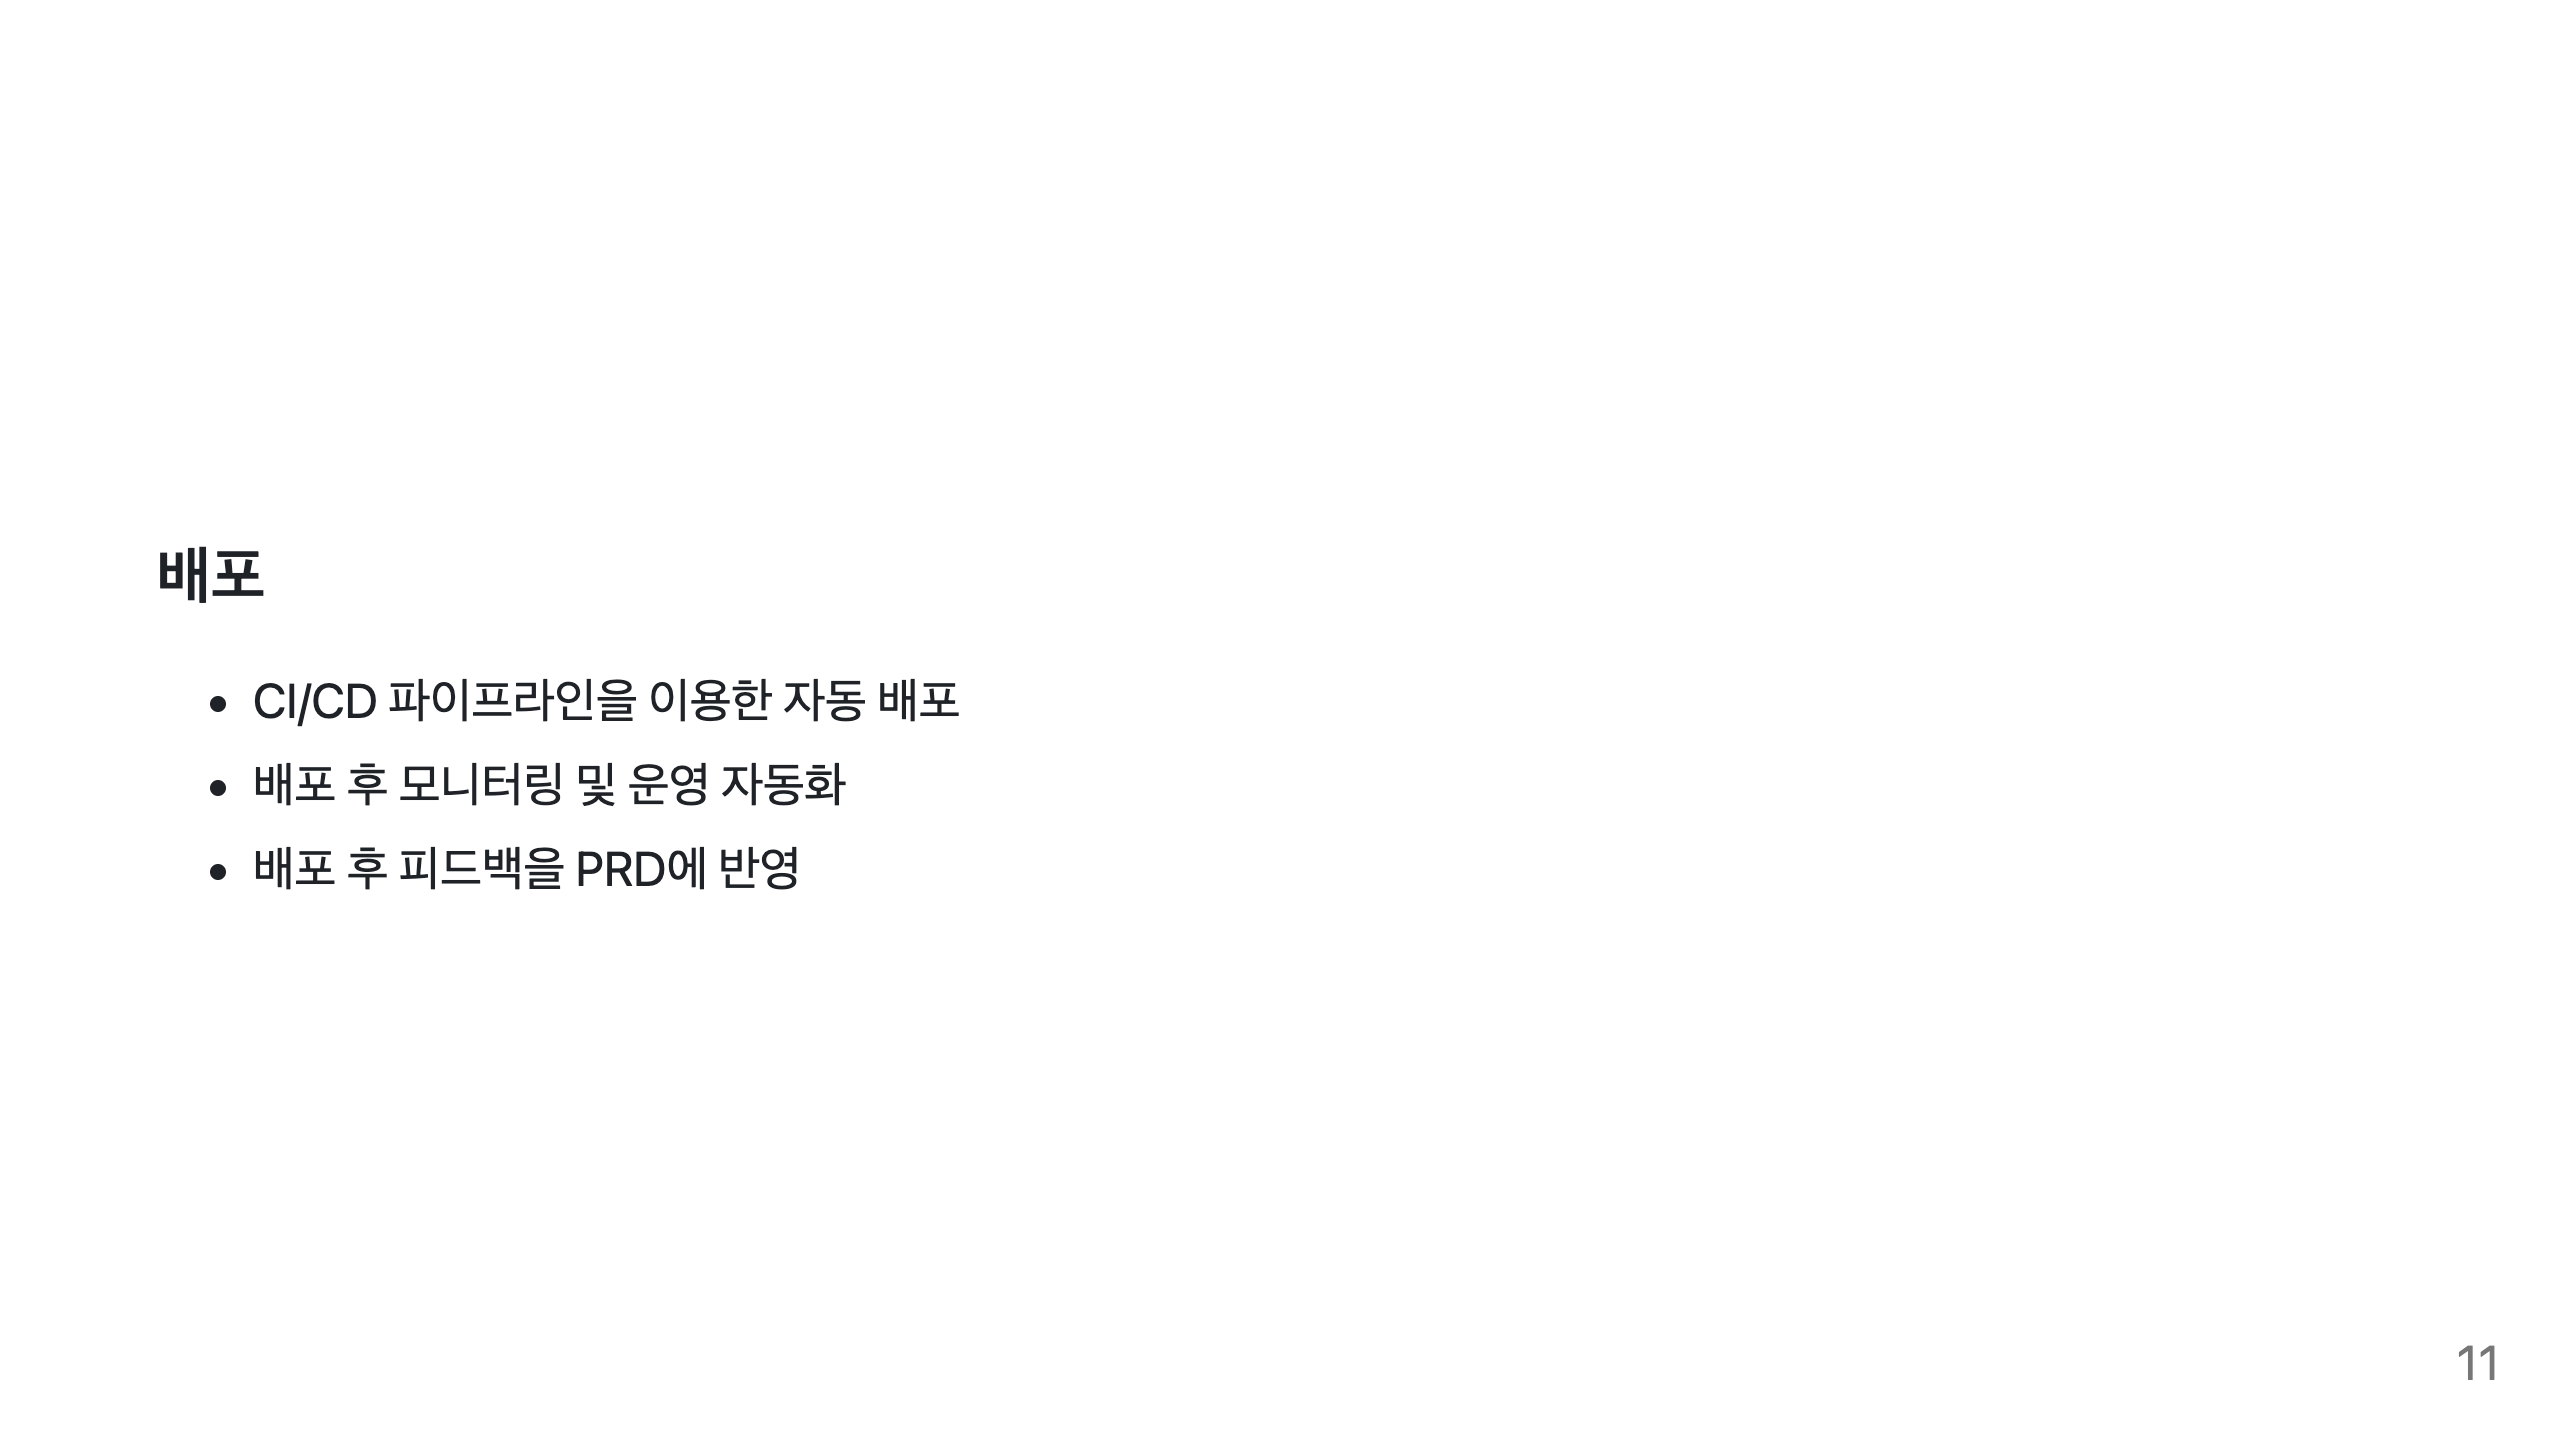 배포
CI/CD 파이프라인을 이용한 자동 배포
배포 후 모니터링 및 운영 자동화
배포 후 피드백을 PRD에 반영
11